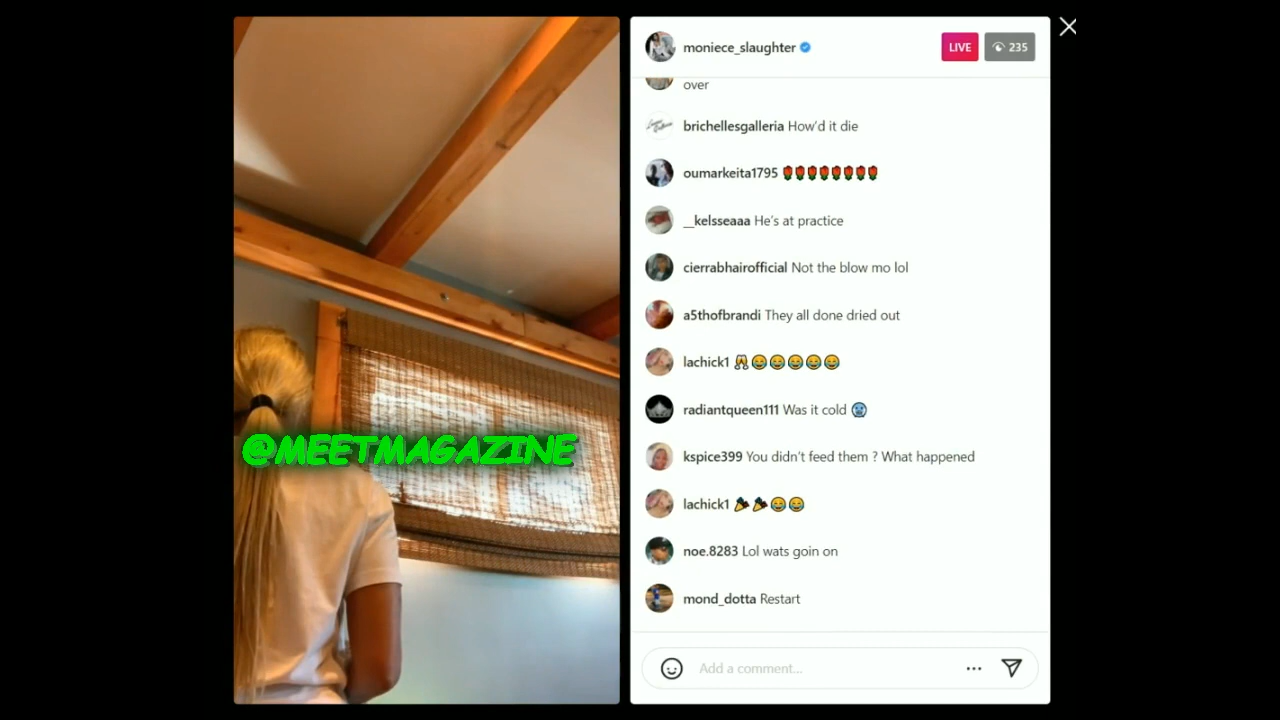 moniece_slaughter
LIVE
235
over
brichellesgalleria How'd it die
oumarkeita1795 🌹🌹🌹🌹🌹🌹🌹🌹
__kelsseaaa He's at practice
cierrabhairofficial Not the blow mo lol
a5thofbrandi They all done dried out
lachick1 🥂😂😂😂😂😂
radiantqueen111 Was it cold 🥶
kspice399 You didn't feed them ? What happened
lachick1 🎉🎉😂😂
noe.8283 Lol wats goin on
mond_dotta Restart
Add a comment...
@MEETMAGAZINE